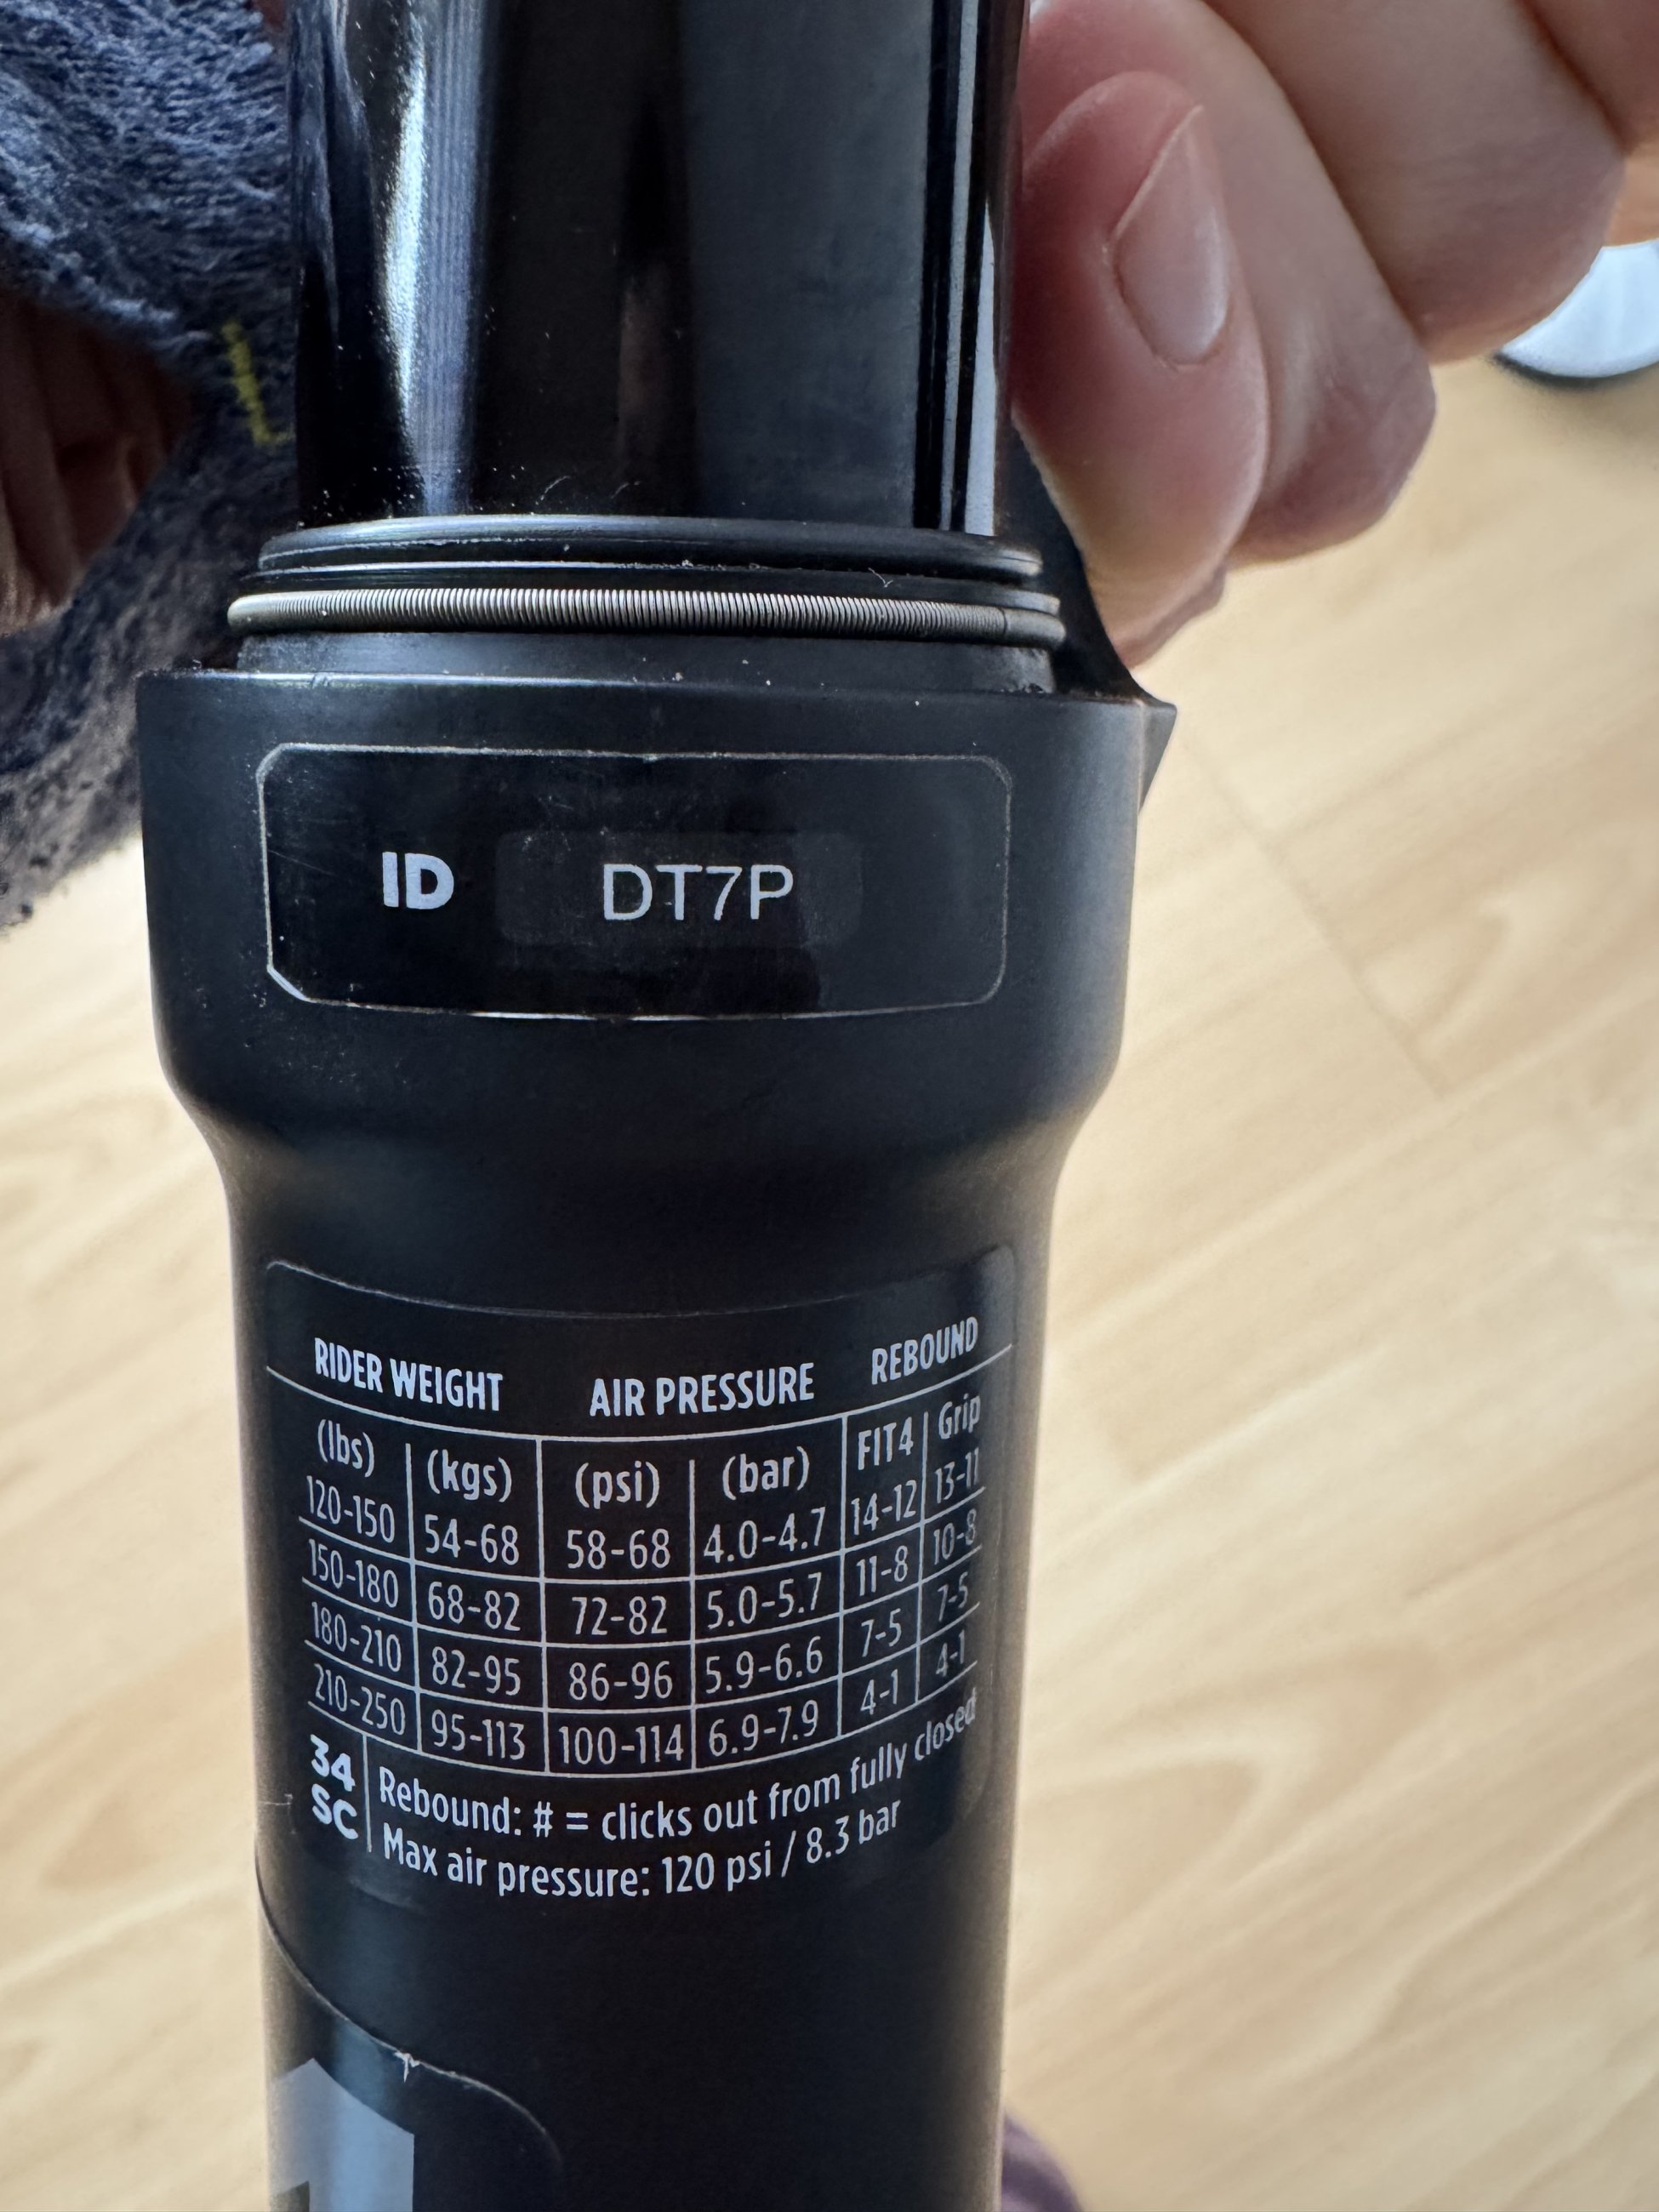 ID DT7P
RIDER WEIGHT AIR PRESSURE REBOUND
(lbs) (kgs) (psi) (bar) FIT4 Grip
120-150 54-68 58-68 4.0-4.7 14-12 13-11
150-180 68-82 72-82 5.0-5.7 11-8 10-8
180-210 82-95 86-96 5.9-6.6 7-5 7-5
210-250 95-113 100-114 6.9-7.9 4-1 4-1
34
SC
Rebound: # = clicks out from fully closed
Max air pressure: 120 psi / 8.3 bar